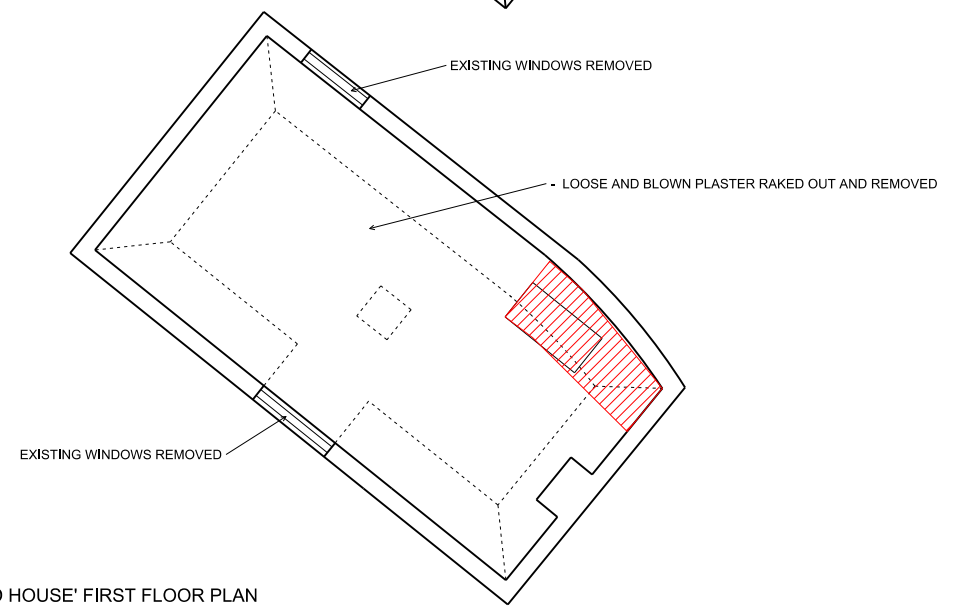 EXISTING WINDOWS REMOVED
- LOOSE AND BLOWN PLASTER RAKED OUT AND REMOVED
EXISTING WINDOWS REMOVED
HOUSE' FIRST FLOOR PLAN